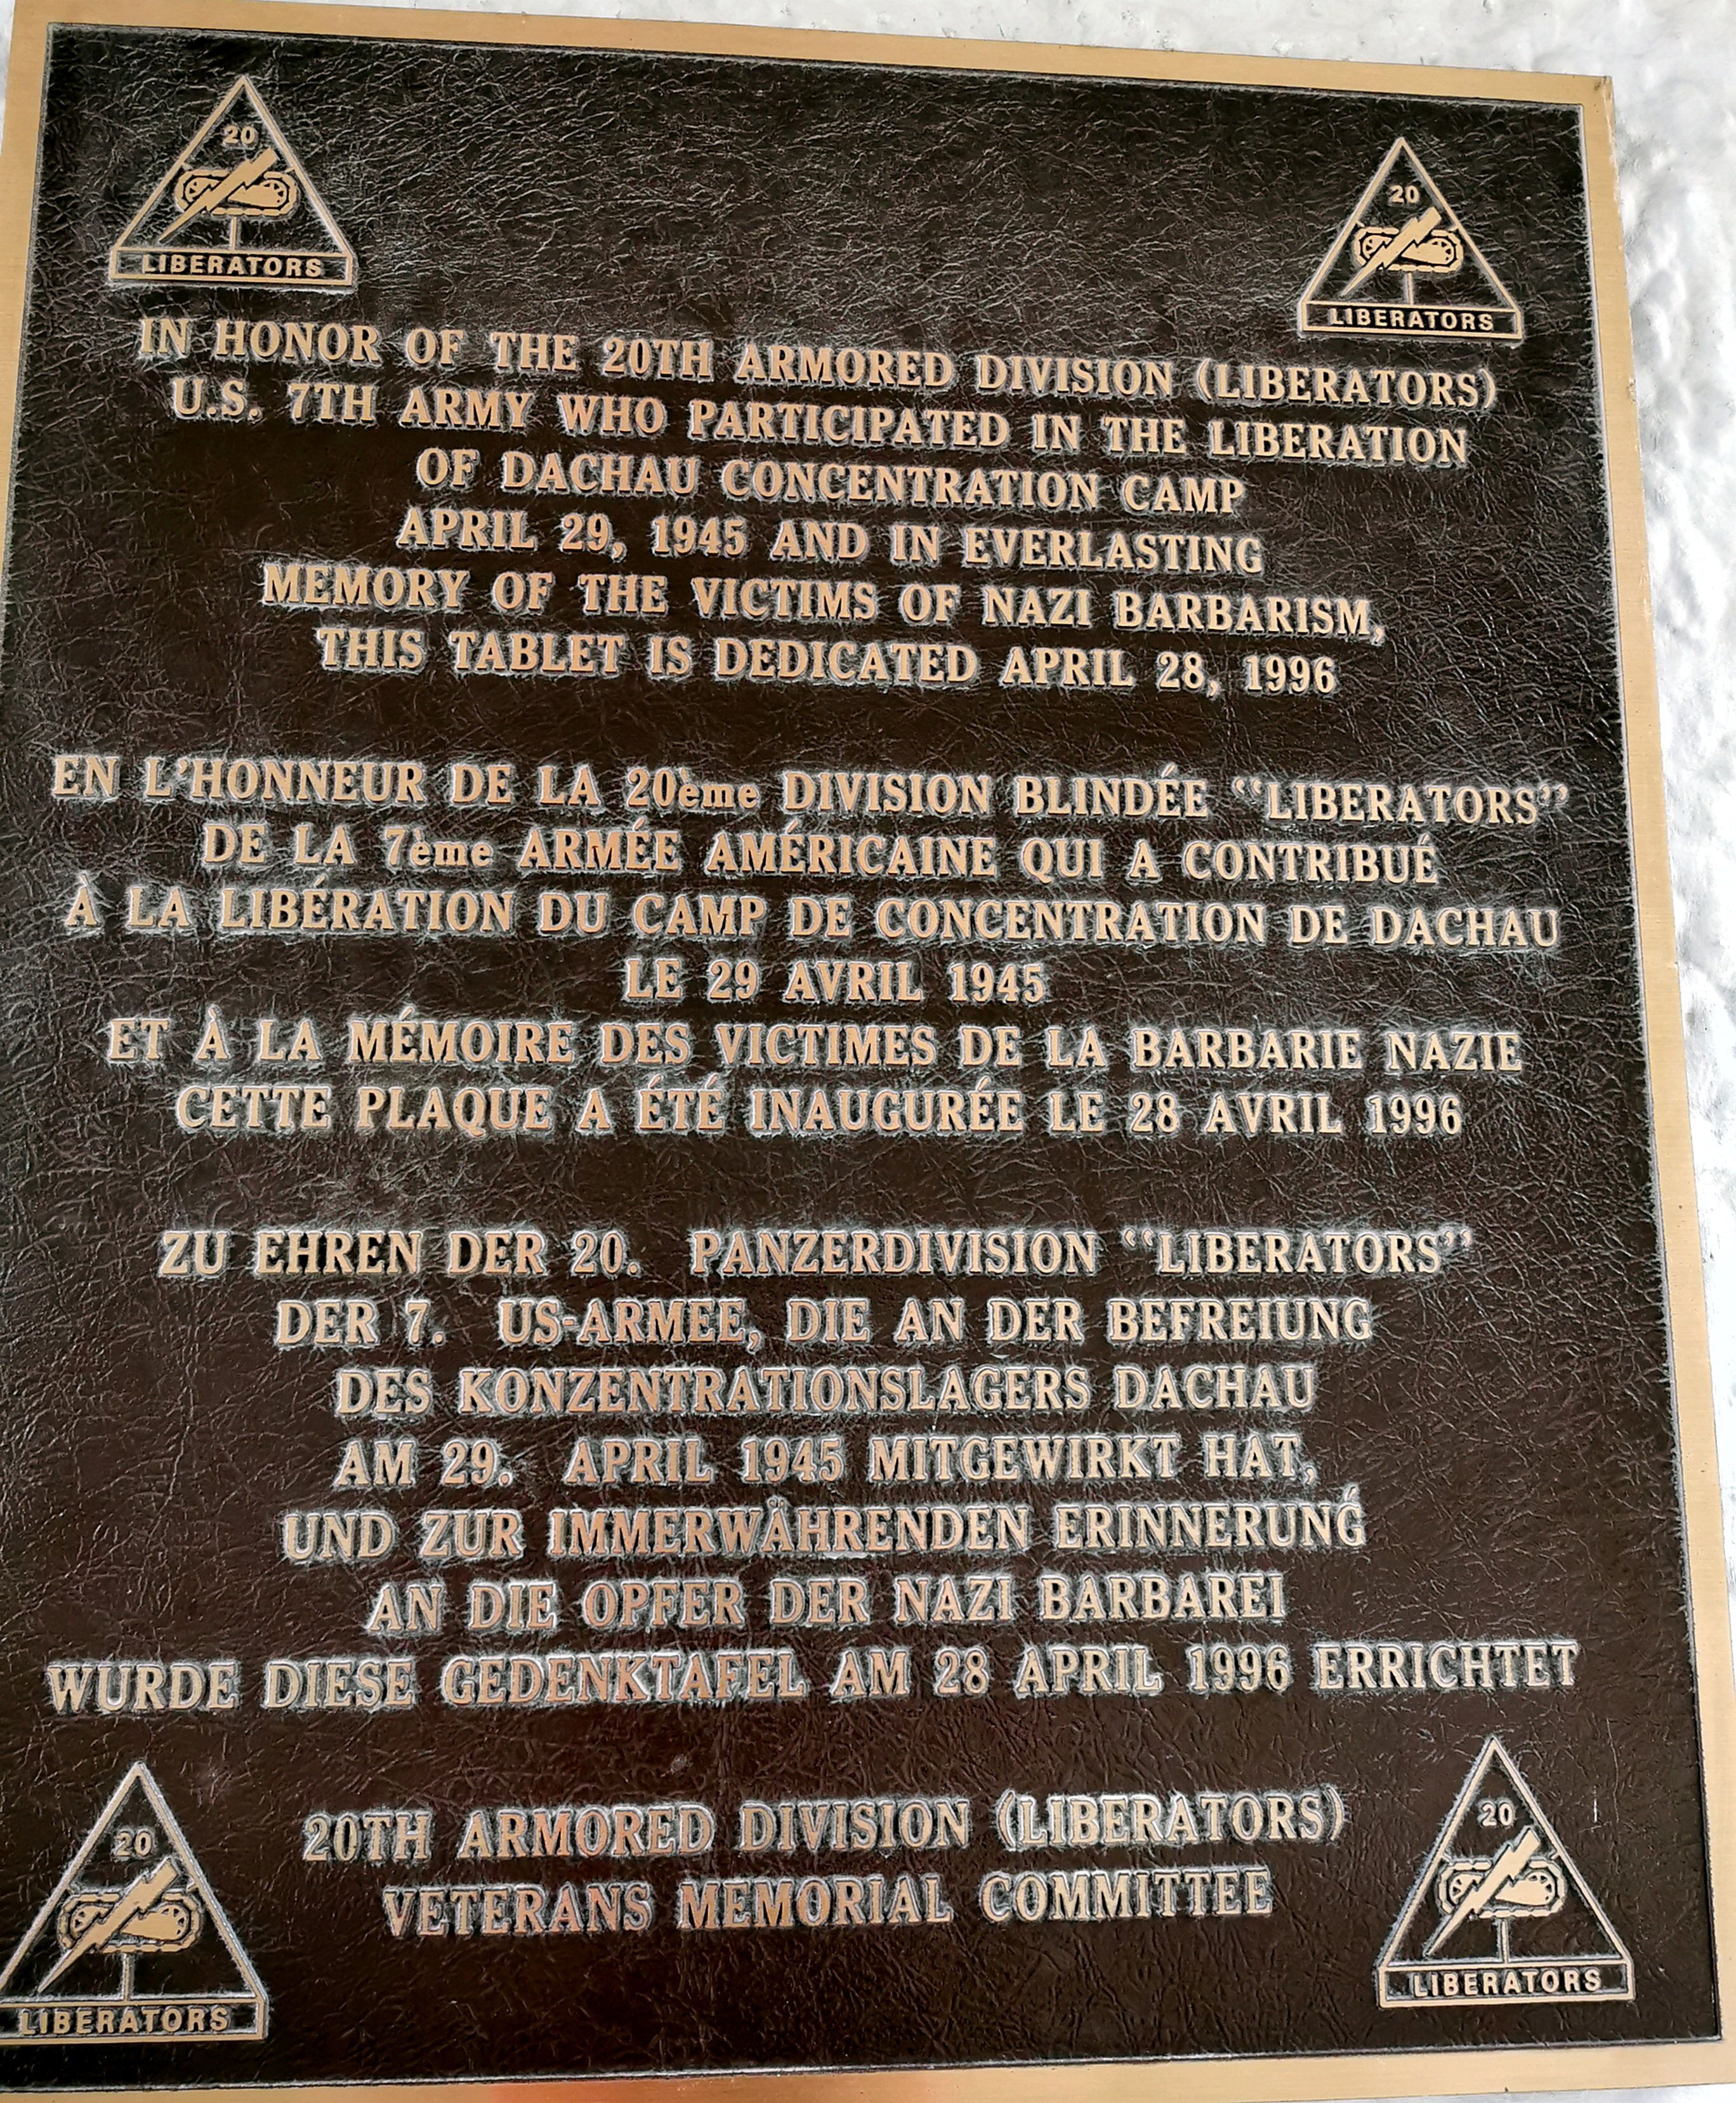 20
LIBERATORS
20
LIBERATORS
IN HONOR OF THE 20TH ARMORED DIVISION (LIBERATORS)
U.S. 7TH ARMY WHO PARTICIPATED IN THE LIBERATION
OF DACHAU CONCENTRATION CAMP
APRIL 29, 1945 AND IN EVERLASTING
MEMORY OF THE VICTIMS OF NAZI BARBARISM,
THIS TABLET IS DEDICATED APRIL 28, 1996
EN L'HONNEUR DE LA 20ème DIVISION BLINDÉE “LIBERATORS”
DE LA 7ème ARMÉE AMÉRICAINE QUI A CONTRIBUÉ
À LA LIBÉRATION DU CAMP DE CONCENTRATION DE DACHAU
LE 29 AVRIL 1945
ET À LA MÉMOIRE DES VICTIMES DE LA BARBARIE NAZIE
CETTE PLAQUE A ÉTÉ INAUGURÉE LE 28 AVRIL 1996
ZU EHREN DER 20. PANZERDIVISION “LIBERATORS”
DER 7. US-ARMEE, DIE AN DER BEFREIUNG
DES KONZENTRATIONSLAGERS DACHAU
AM 29. APRIL 1945 MITGEWIRKT HAT,
UND ZUR IMMERWÄHRENDEN ERINNERUNG
AN DIE OPFER DER NAZI BARBAREI
WURDE DIESE GEDENKTAFEL AM 28 APRIL 1996 ERRICHTET
20TH ARMORED DIVISION (LIBERATORS)
VETERANS MEMORIAL COMMITTEE
20
LIBERATORS
20
LIBERATORS